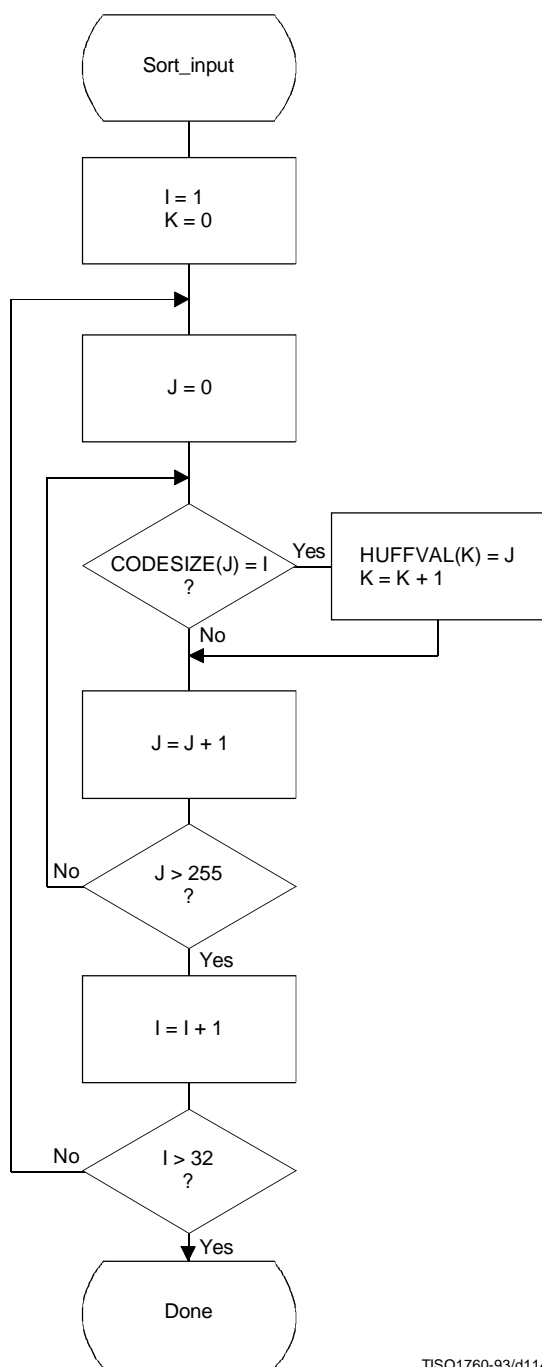 Sort_input
I = 1
K = 0
J = 0
CODESIZE(J) = I
?
Yes
HUFFVAL(K) = J
K = K + 1
No
J = J + 1
No
J > 255
?
Yes
I = I + 1
No
I > 32
?
Yes
Done